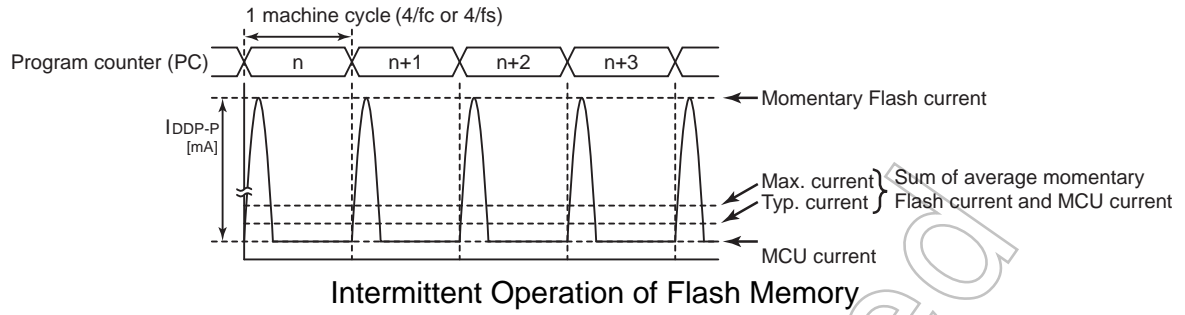 1 machine cycle (4/fc or 4/fs)
Program counter (PC)
n
n+1
n+2
n+3
Momentary Flash current
IDDP-P
[mA]
Max. current
Typ. current
Sum of average momentary
Flash current and MCU current
MCU current
Intermittent Operation of Flash Memory